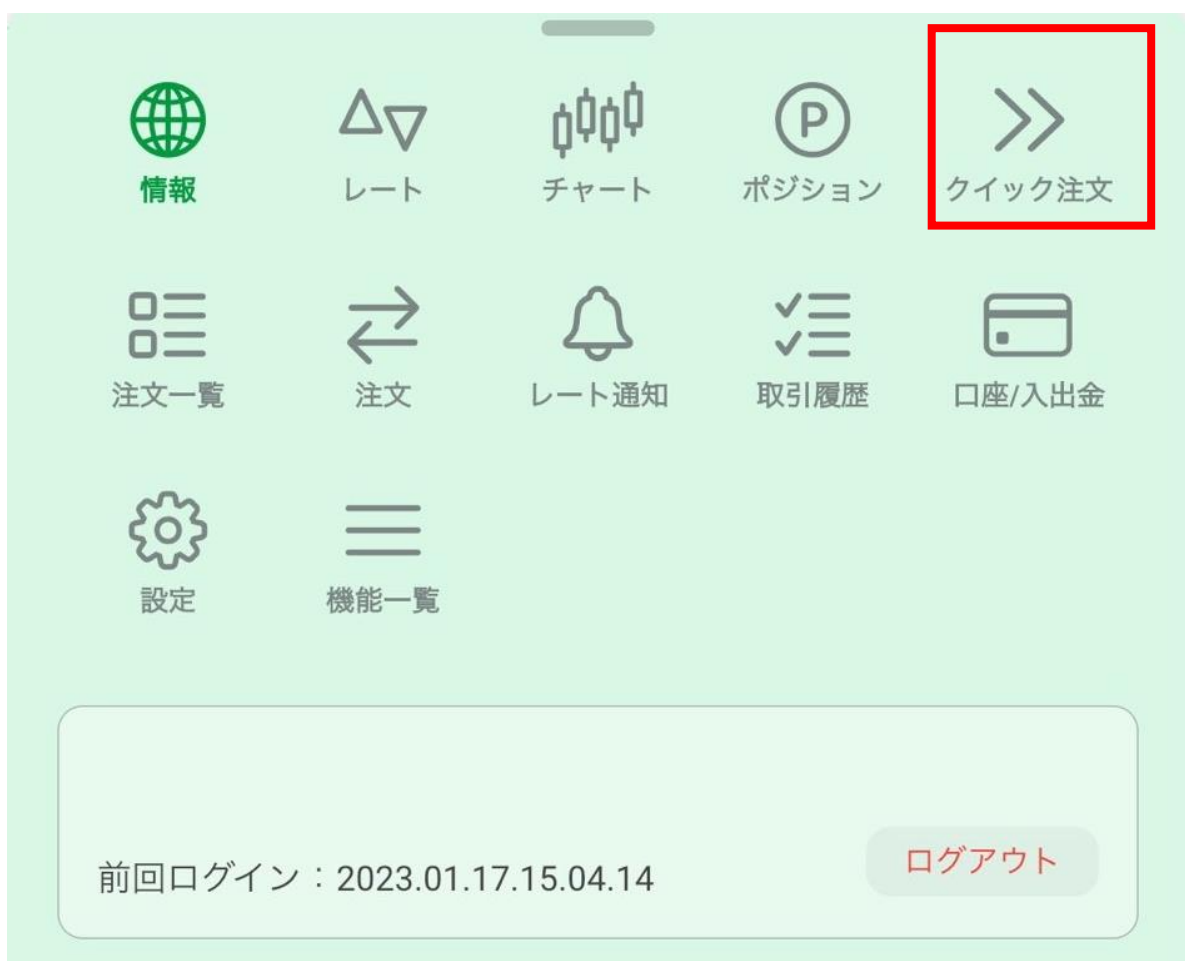 情報
レート
チャート
P
ポジション
クイック注文
注文一覧
注文
レート通知
取引履歴
口座/入出金
設定
機能一覧
前回ログイン：2023.01.17.15.04.14
ログアウト